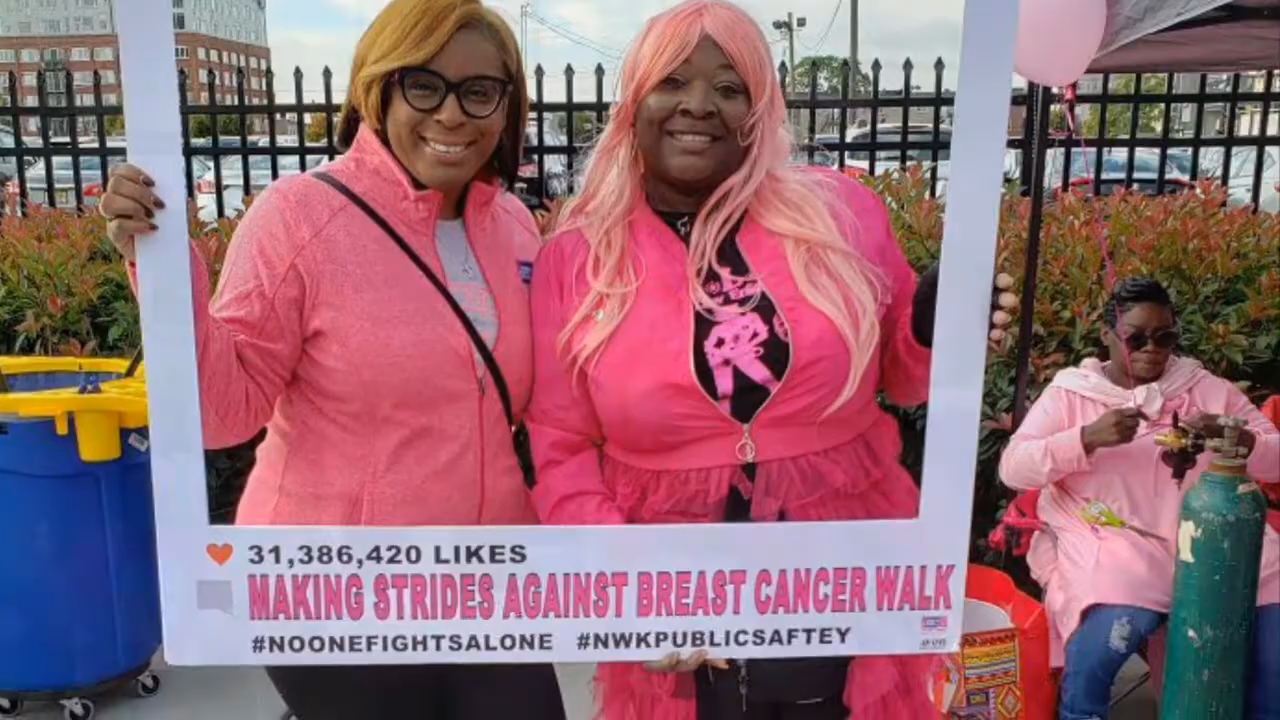 31,386,420 LIKES
MAKING STRIDES AGAINST BREAST CANCER WALK
#NOONEFIGHTSALONE #NWKPUBLICSAFTEY